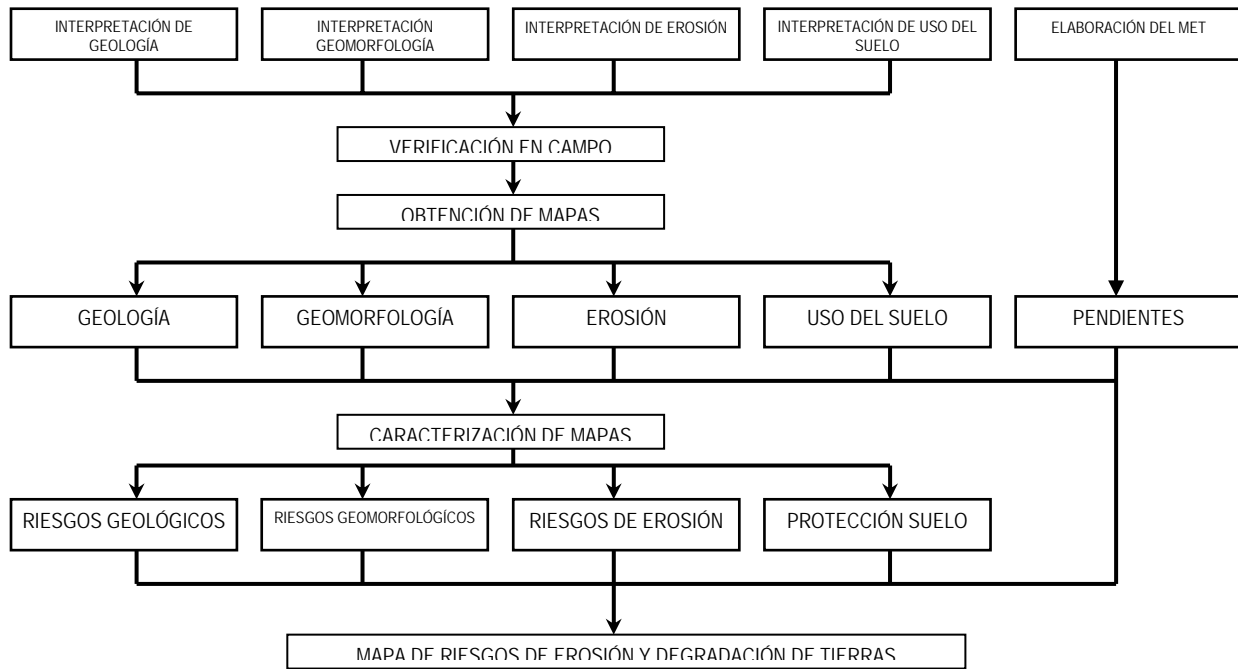 INTERPRETACIÓN DE
GEOLOGÍA
INTERPRETACIÓN
GEOMORFOLOGÍA
INTERPRETACIÓN DE EROSIÓN
INTERPRETACIÓN DE USO DEL
SUELO
ELABORACIÓN DEL MET
VERIFICACIÓN EN CAMPO
OBTENCIÓN DE MAPAS
GEOLOGÍA
GEOMORFOLOGÍA
EROSIÓN
USO DEL SUELO
PENDIENTES
CARACTERIZACIÓN DE MAPAS
RIESGOS GEOLÓGICOS
RIESGOS GEOMORFOLÓGÍCOS
RIESGOS DE EROSIÓN
PROTECCIÓN SUELO
MAPA DE RIESGOS DE EROSIÓN Y DEGRADACIÓN DE TIERRAS